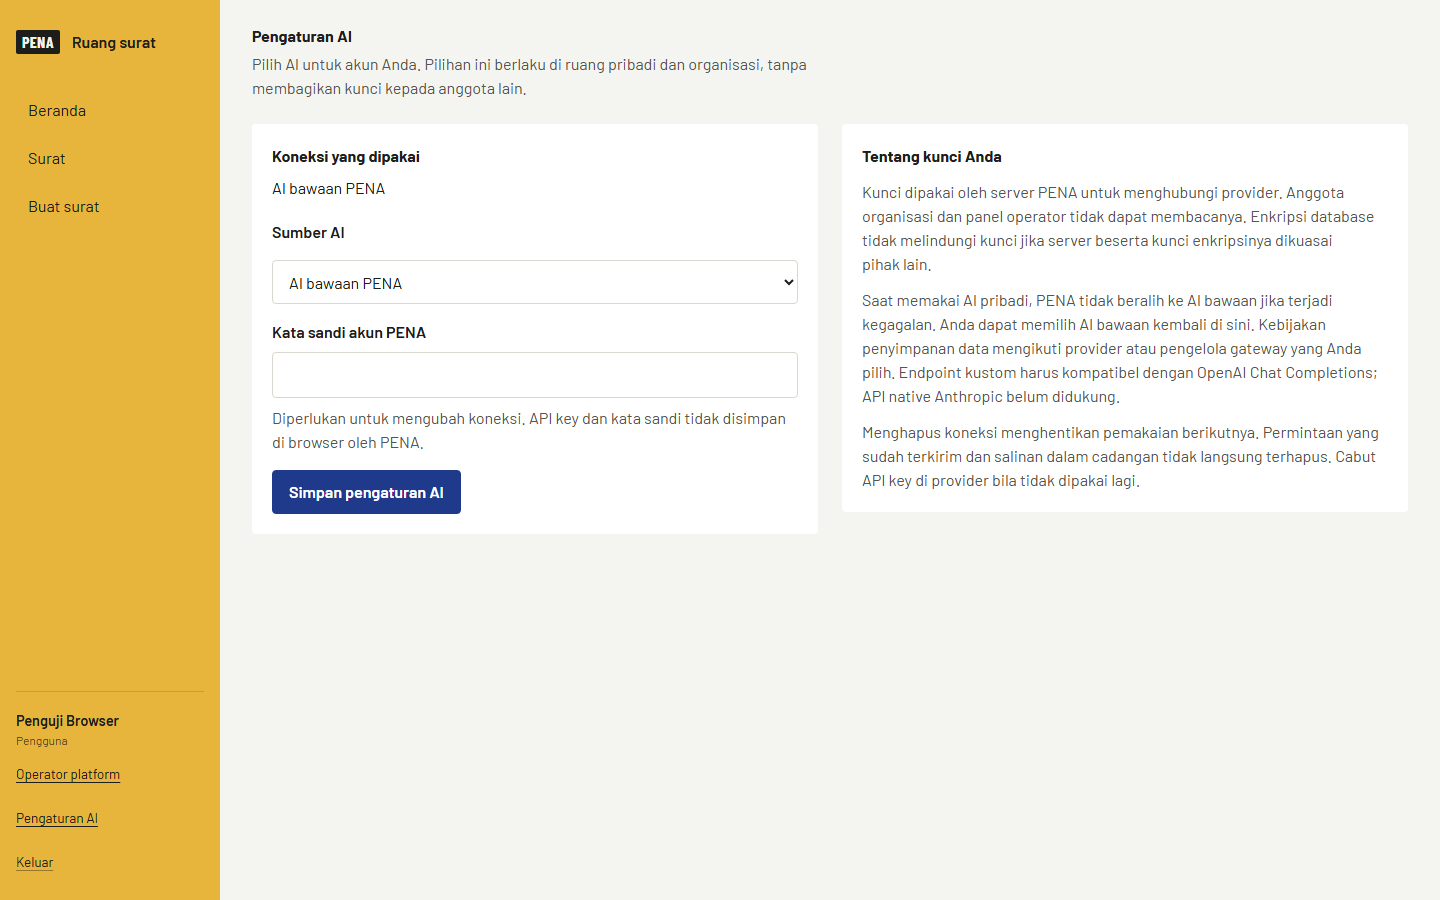 PENA Ruang surat
Beranda
Surat
Buat surat
Penguji Browser
Pengguna
Operator platform
Pengaturan AI
Keluar
Pengaturan AI
Pilih AI untuk akun Anda. Pilihan ini berlaku di ruang pribadi dan organisasi, tanpa
membagikan kunci kepada anggota lain.
Koneksi yang dipakai
AI bawaan PENA
Sumber AI
AI bawaan PENA
Kata sandi akun PENA
Diperlukan untuk mengubah koneksi. API key dan kata sandi tidak disimpan
di browser oleh PENA.
Simpan pengaturan AI
Tentang kunci Anda
Kunci dipakai oleh server PENA untuk menghubungi provider. Anggota
organisasi dan panel operator tidak dapat membacanya. Enkripsi database
tidak melindungi kunci jika server beserta kunci enkripsinya dikuasai
pihak lain.
Saat memakai AI pribadi, PENA tidak beralih ke AI bawaan jika terjadi
kegagalan. Anda dapat memilih AI bawaan kembali di sini. Kebijakan
penyimpanan data mengikuti provider atau pengelola gateway yang Anda
pilih. Endpoint kustom harus kompatibel dengan OpenAI Chat Completions;
API native Anthropic belum didukung.
Menghapus koneksi menghentikan pemakaian berikutnya. Permintaan yang
sudah terkirim dan salinan dalam cadangan tidak langsung terhapus. Cabut
API key di provider bila tidak dipakai lagi.